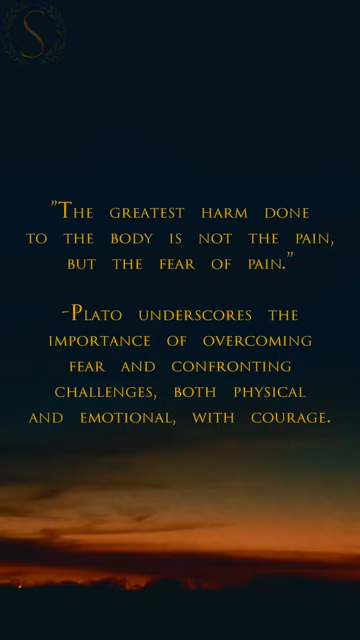 S
"The greatest harm done
to the body is not the pain,
but the fear of pain."
-Plato underscores the
importance of overcoming
fear and confronting
challenges, both physical
and emotional, with courage.